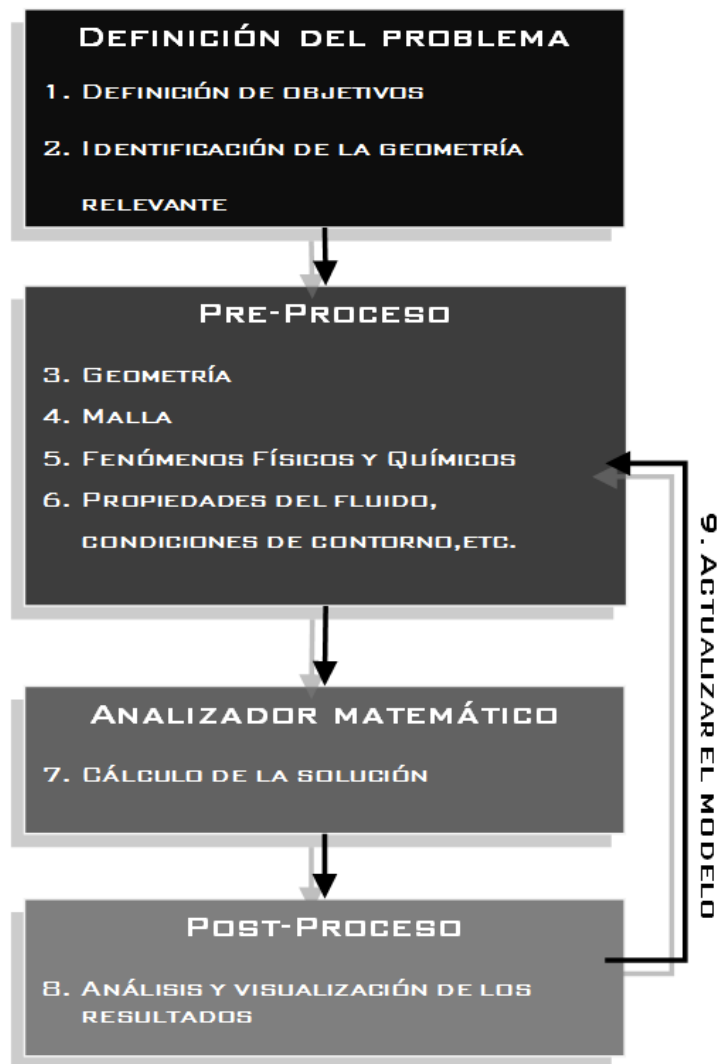 DEFINICIÓN DEL PROBLEMA
1. DEFINICIÓN DE OBJETIVOS
2. IDENTIFICACIÓN DE LA GEOMETRÍA
RELEVANTE
PRE-PROCESO
3. GEOMETRÍA
4. MALLA
5. FENÓMENOS FÍSICOS Y QUÍMICOS
6. PROPIEDADES DEL FLUIDO,
CONDICIONES DE CONTORNO,ETC.
ANALIZADOR MATEMÁTICO
7. CÁLCULO DE LA SOLUCIÓN
POST-PROCESO
8. ANÁLISIS Y VISUALIZACIÓN DE LOS
RESULTADOS
9. ACTUALIZAR EL MODELO